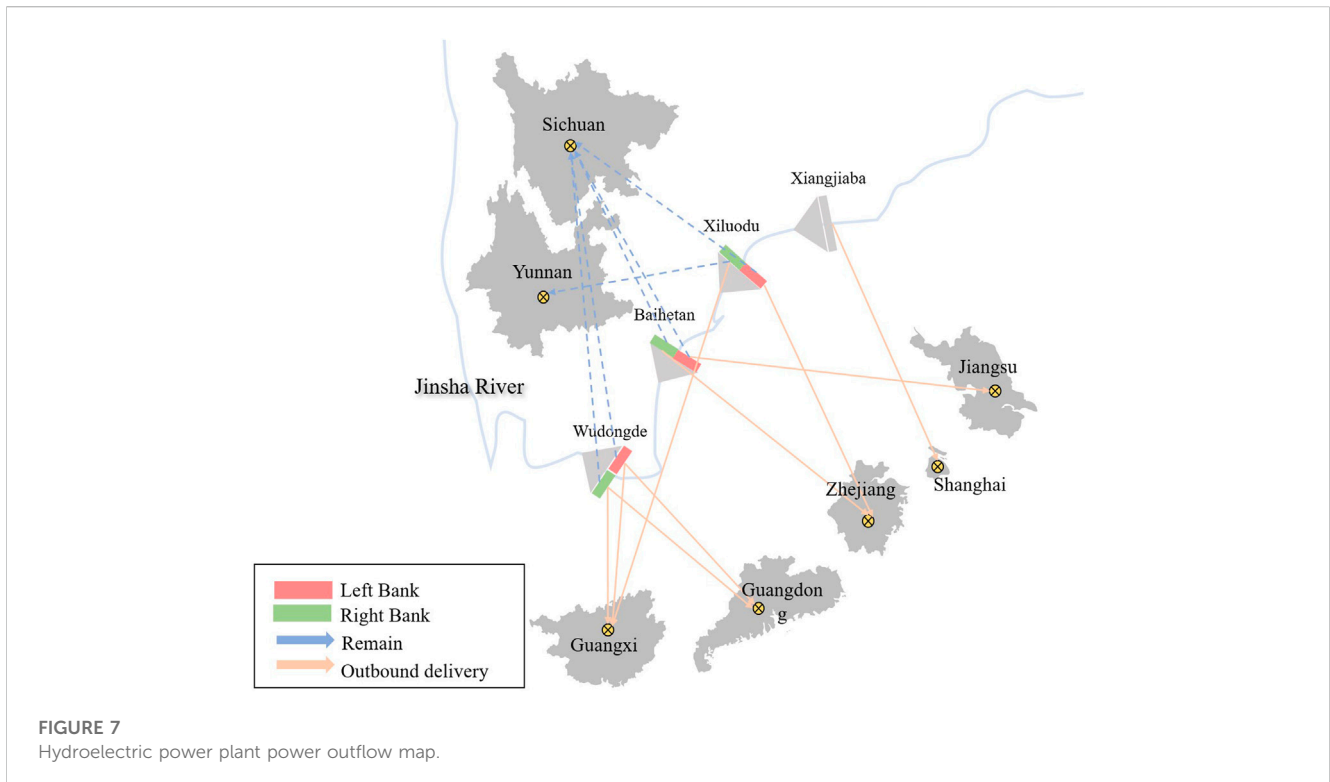 Sichuan
Xiangjiaba
Xiluodu
Yunnan
Baihetan
Jiangsu
Jinsha River
Wudongde
Zhejiang
Shanghai
Guangdon
g
Guangxi
Left Bank
Right Bank
Remain
Outbound delivery
FIGURE 7
Hydroelectric power plant power outflow map.